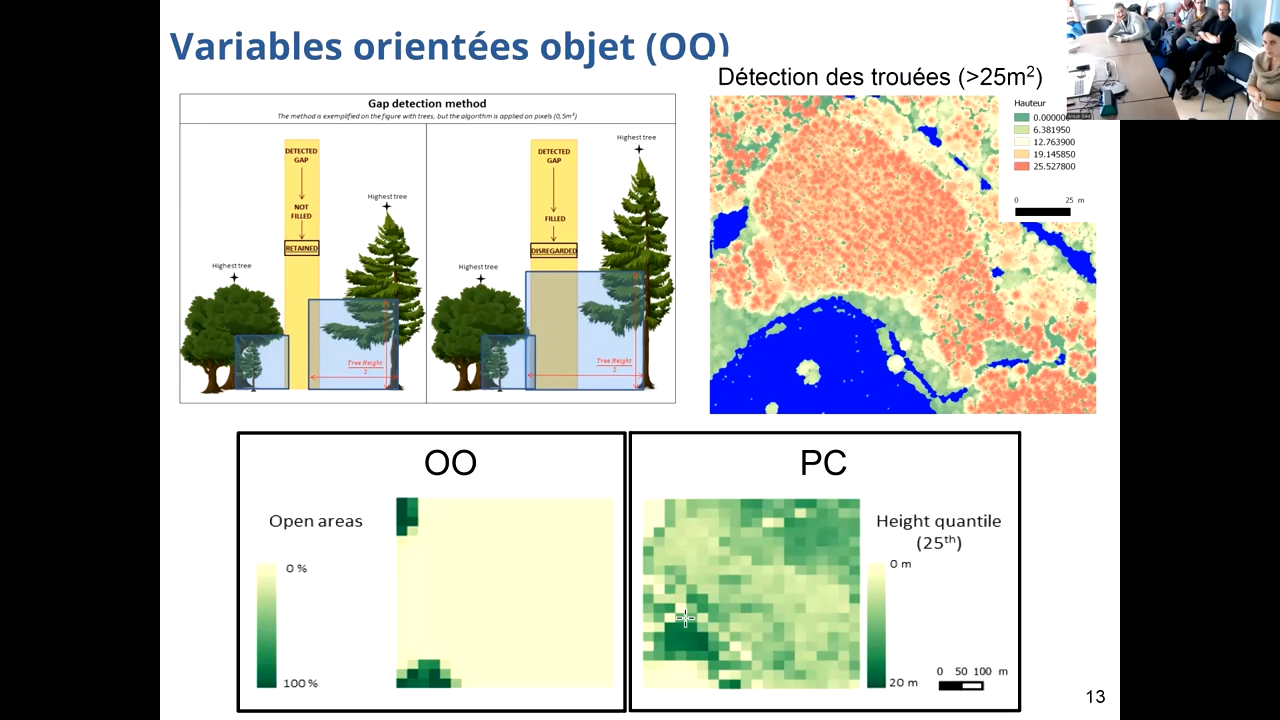 Variables orientées objet (OO)
Détection des trouées (>25m²)
Gap detection method
The method is exemplified on the figure with trees, but the algorithm is applied on pixels (0,5m²)
DETECTED
GAP
NOT
FILLED
RETAINED
Highest tree
Highest tree
Tree Height
2
DETECTED
GAP
FILLED
DISREGARDED
Highest tree
Highest tree
Tree Height
2
Hauteur
0.00000
6.381950
12.763900
19.145850
25.527800
0 25 m
OO
Open areas
0 %
100 %
PC
Height quantile
(25th)
0 m
20 m
0 50 100 m
13